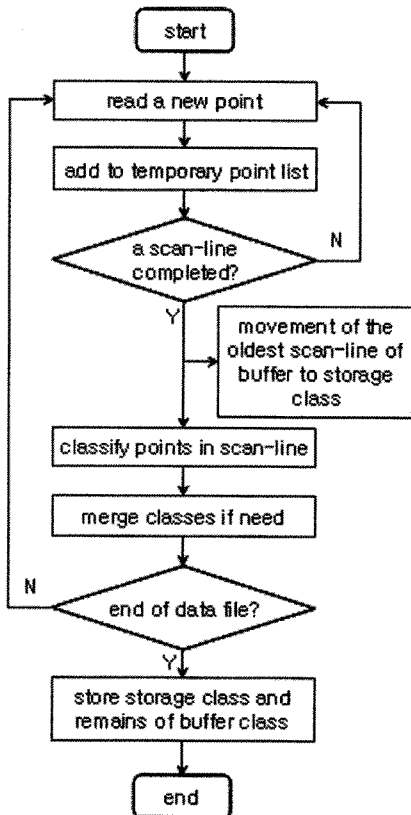 start
read a new point
add to temporary point list
a scan-line
completed?
N
Y
movement of the
oldest scan-line of
buffer to storage
class
classify points in scan-line
merge classes if need
N
end of data file?
Y
store storage class and
remains of buffer class
end